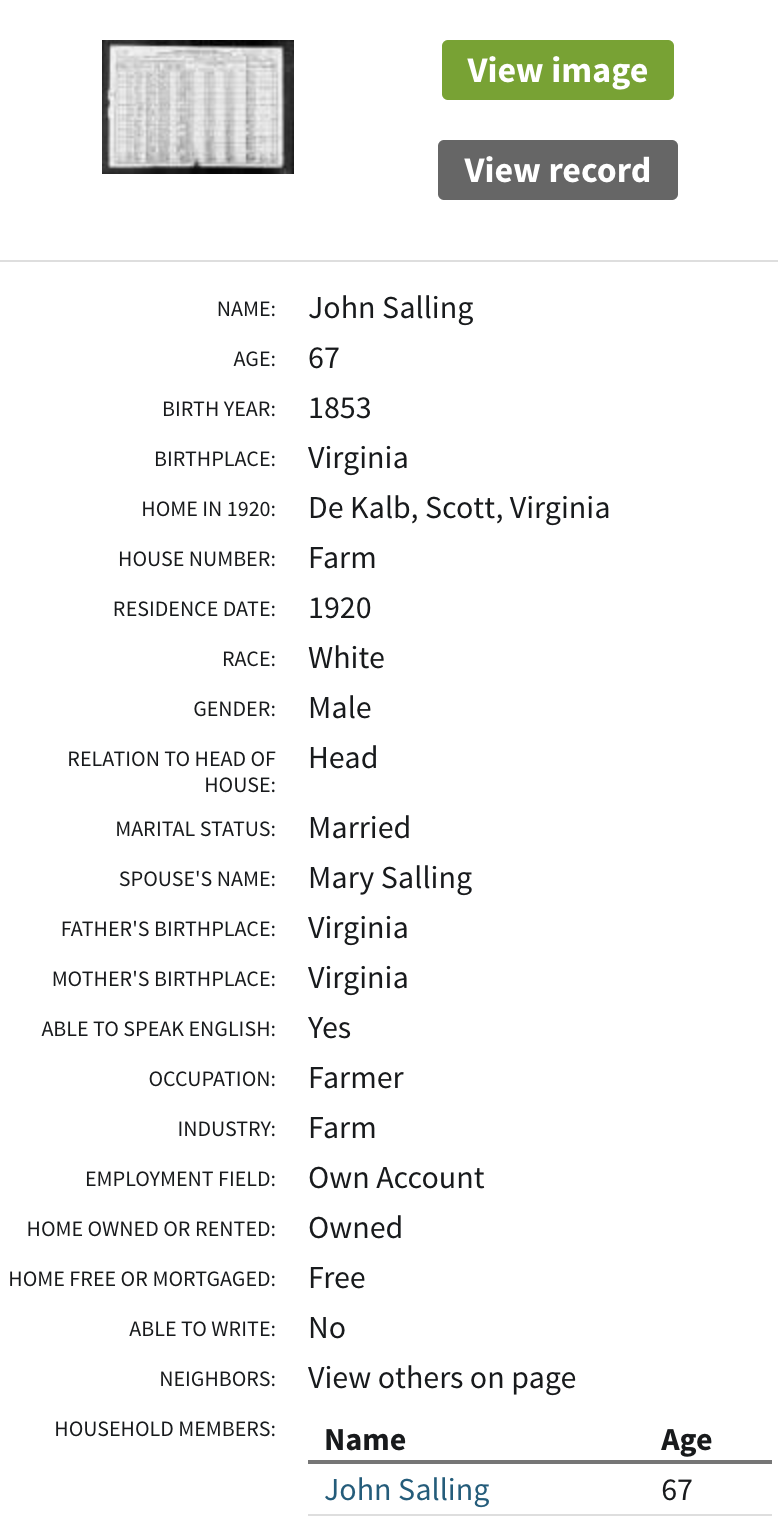 View image
View record
NAME: John Salling
AGE: 67
BIRTH YEAR: 1853
BIRTHPLACE: Virginia
HOME IN 1920: De Kalb, Scott, Virginia
HOUSE NUMBER: Farm
RESIDENCE DATE: 1920
RACE: White
GENDER: Male
RELATION TO HEAD OF Head
HOUSE:
MARITAL STATUS: Married
SPOUSE'S NAME: Mary Salling
FATHER'S BIRTHPLACE: Virginia
MOTHER'S BIRTHPLACE: Virginia
ABLE TO SPEAK ENGLISH: Yes
OCCUPATION: Farmer
INDUSTRY: Farm
EMPLOYMENT FIELD: Own Account
HOME OWNED OR RENTED: Owned
HOME FREE OR MORTGAGED: Free
ABLE TO WRITE: No
NEIGHBORS: View others on page
HOUSEHOLD MEMBERS: Name Age
John Salling 67